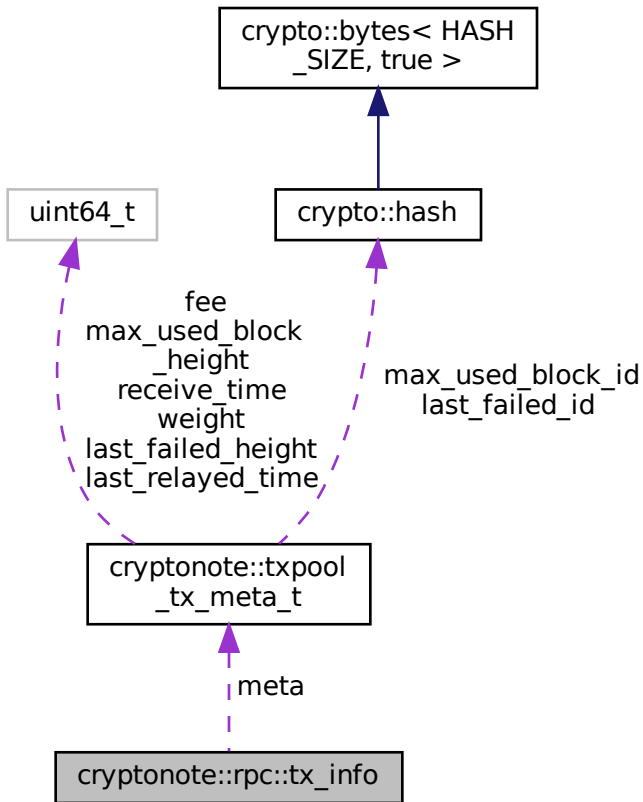 crypto::bytes< HASH
_SIZE, true >
uint64_t
crypto::hash
fee
max_used_block
_height
receive_time
weight
last_failed_height
last_relayed_time
max_used_block_id
last_failed_id
cryptonote::txpool
_tx_meta_t
meta
cryptonote::rpc::tx_info